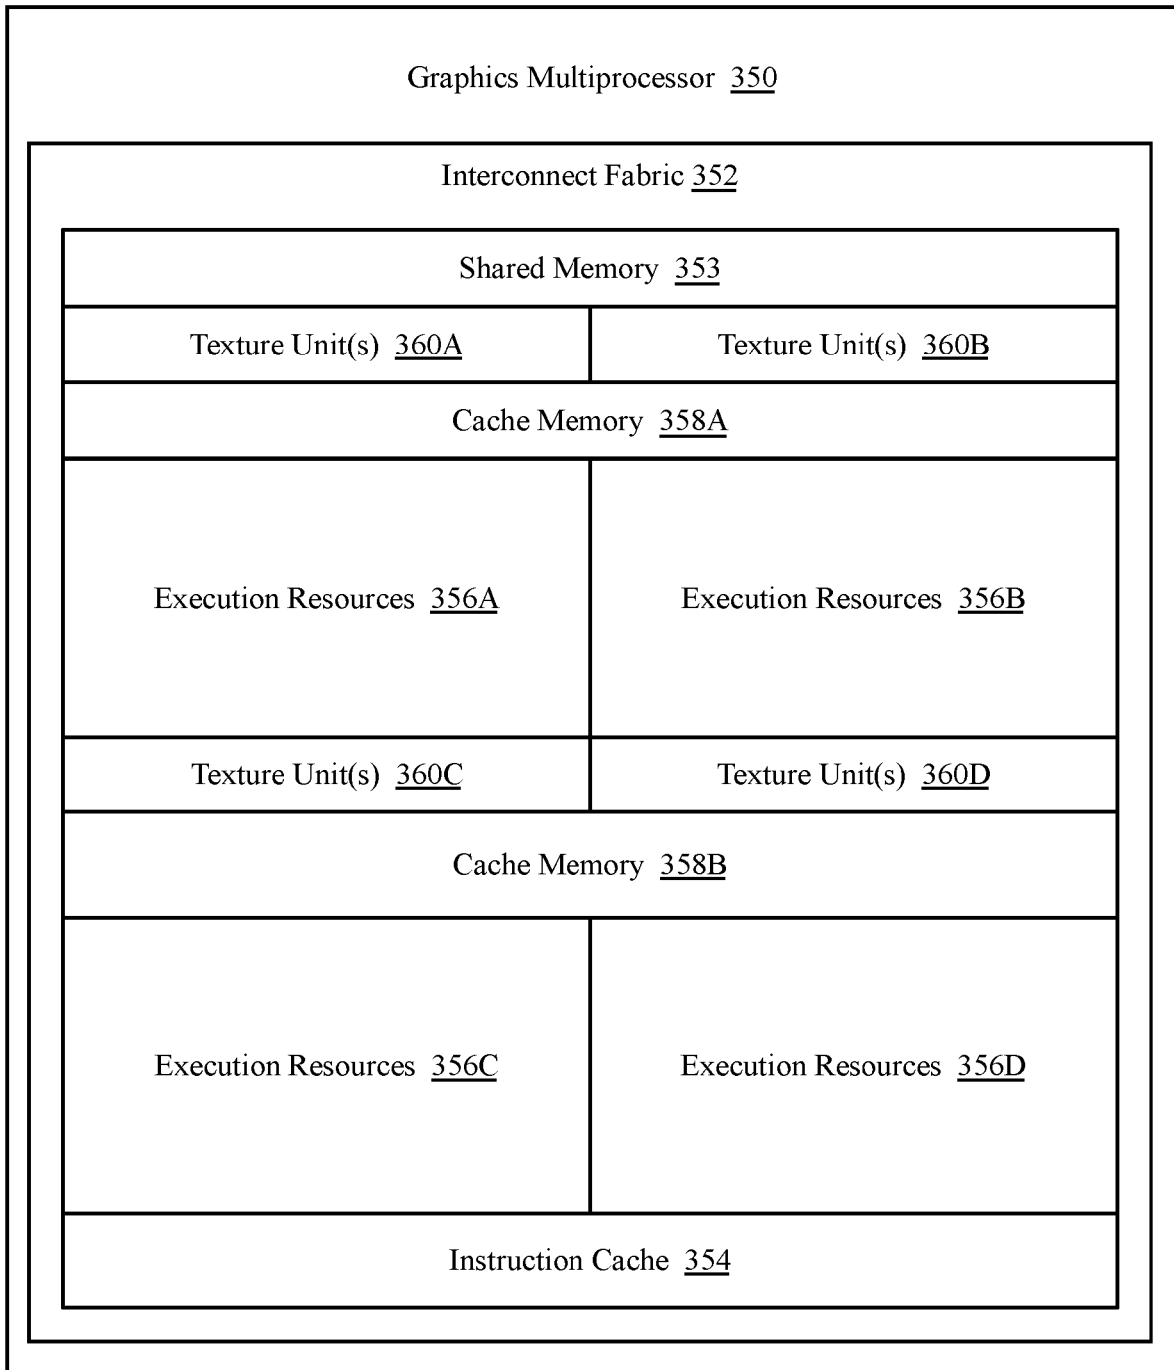 Graphics Multiprocessor 350
Interconnect Fabric 352
Shared Memory 353
Texture Unit(s) 360A
Texture Unit(s) 360B
Cache Memory 358A
Execution Resources 356A
Execution Resources 356B
Texture Unit(s) 360C
Texture Unit(s) 360D
Cache Memory 358B
Execution Resources 356C
Execution Resources 356D
Instruction Cache 354